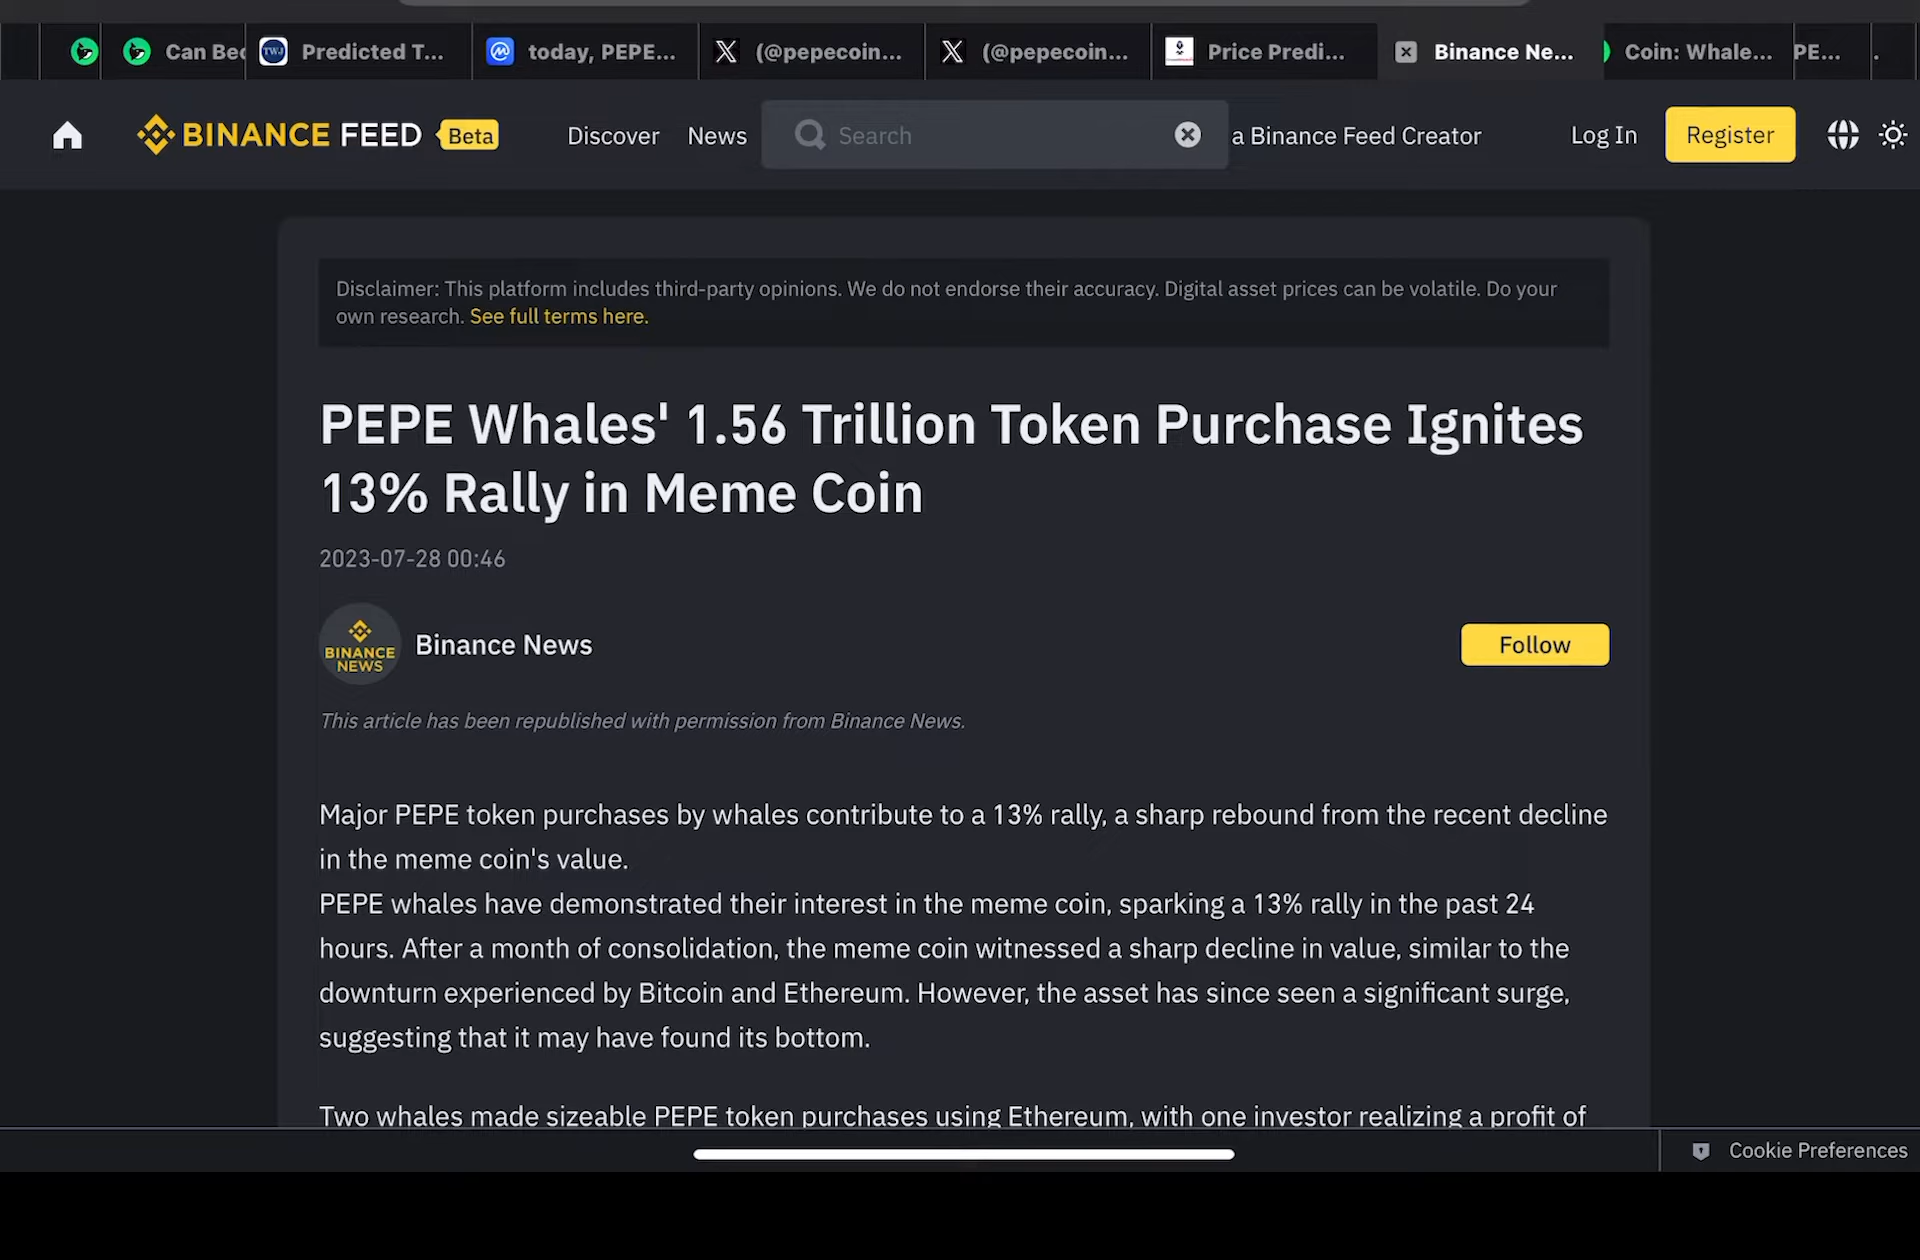 Can Bec
Predicted T...
today, PEPE...
(@pepecoin...
(@pepecoin...
Price Predi...
Binance Ne...
Coin: Whale...
PE...
BINANCE FEED Beta
Discover
News
Search
a Binance Feed Creator
Log In
Register
Disclaimer: This platform includes third-party opinions. We do not endorse their accuracy. Digital asset prices can be volatile. Do your
own research. See full terms here.
PEPE Whales' 1.56 Trillion Token Purchase Ignites
13% Rally in Meme Coin
2023-07-28 00:46
BINANCE
NEWS
Binance News
Follow
This article has been republished with permission from Binance News.
Major PEPE token purchases by whales contribute to a 13% rally, a sharp rebound from the recent decline
in the meme coin's value.
PEPE whales have demonstrated their interest in the meme coin, sparking a 13% rally in the past 24
hours. After a month of consolidation, the meme coin witnessed a sharp decline in value, similar to the
downturn experienced by Bitcoin and Ethereum. However, the asset has since seen a significant surge,
suggesting that it may have found its bottom.
Two whales made sizeable PEPE token purchases using Ethereum, with one investor realizing a profit of
Cookie Preferences